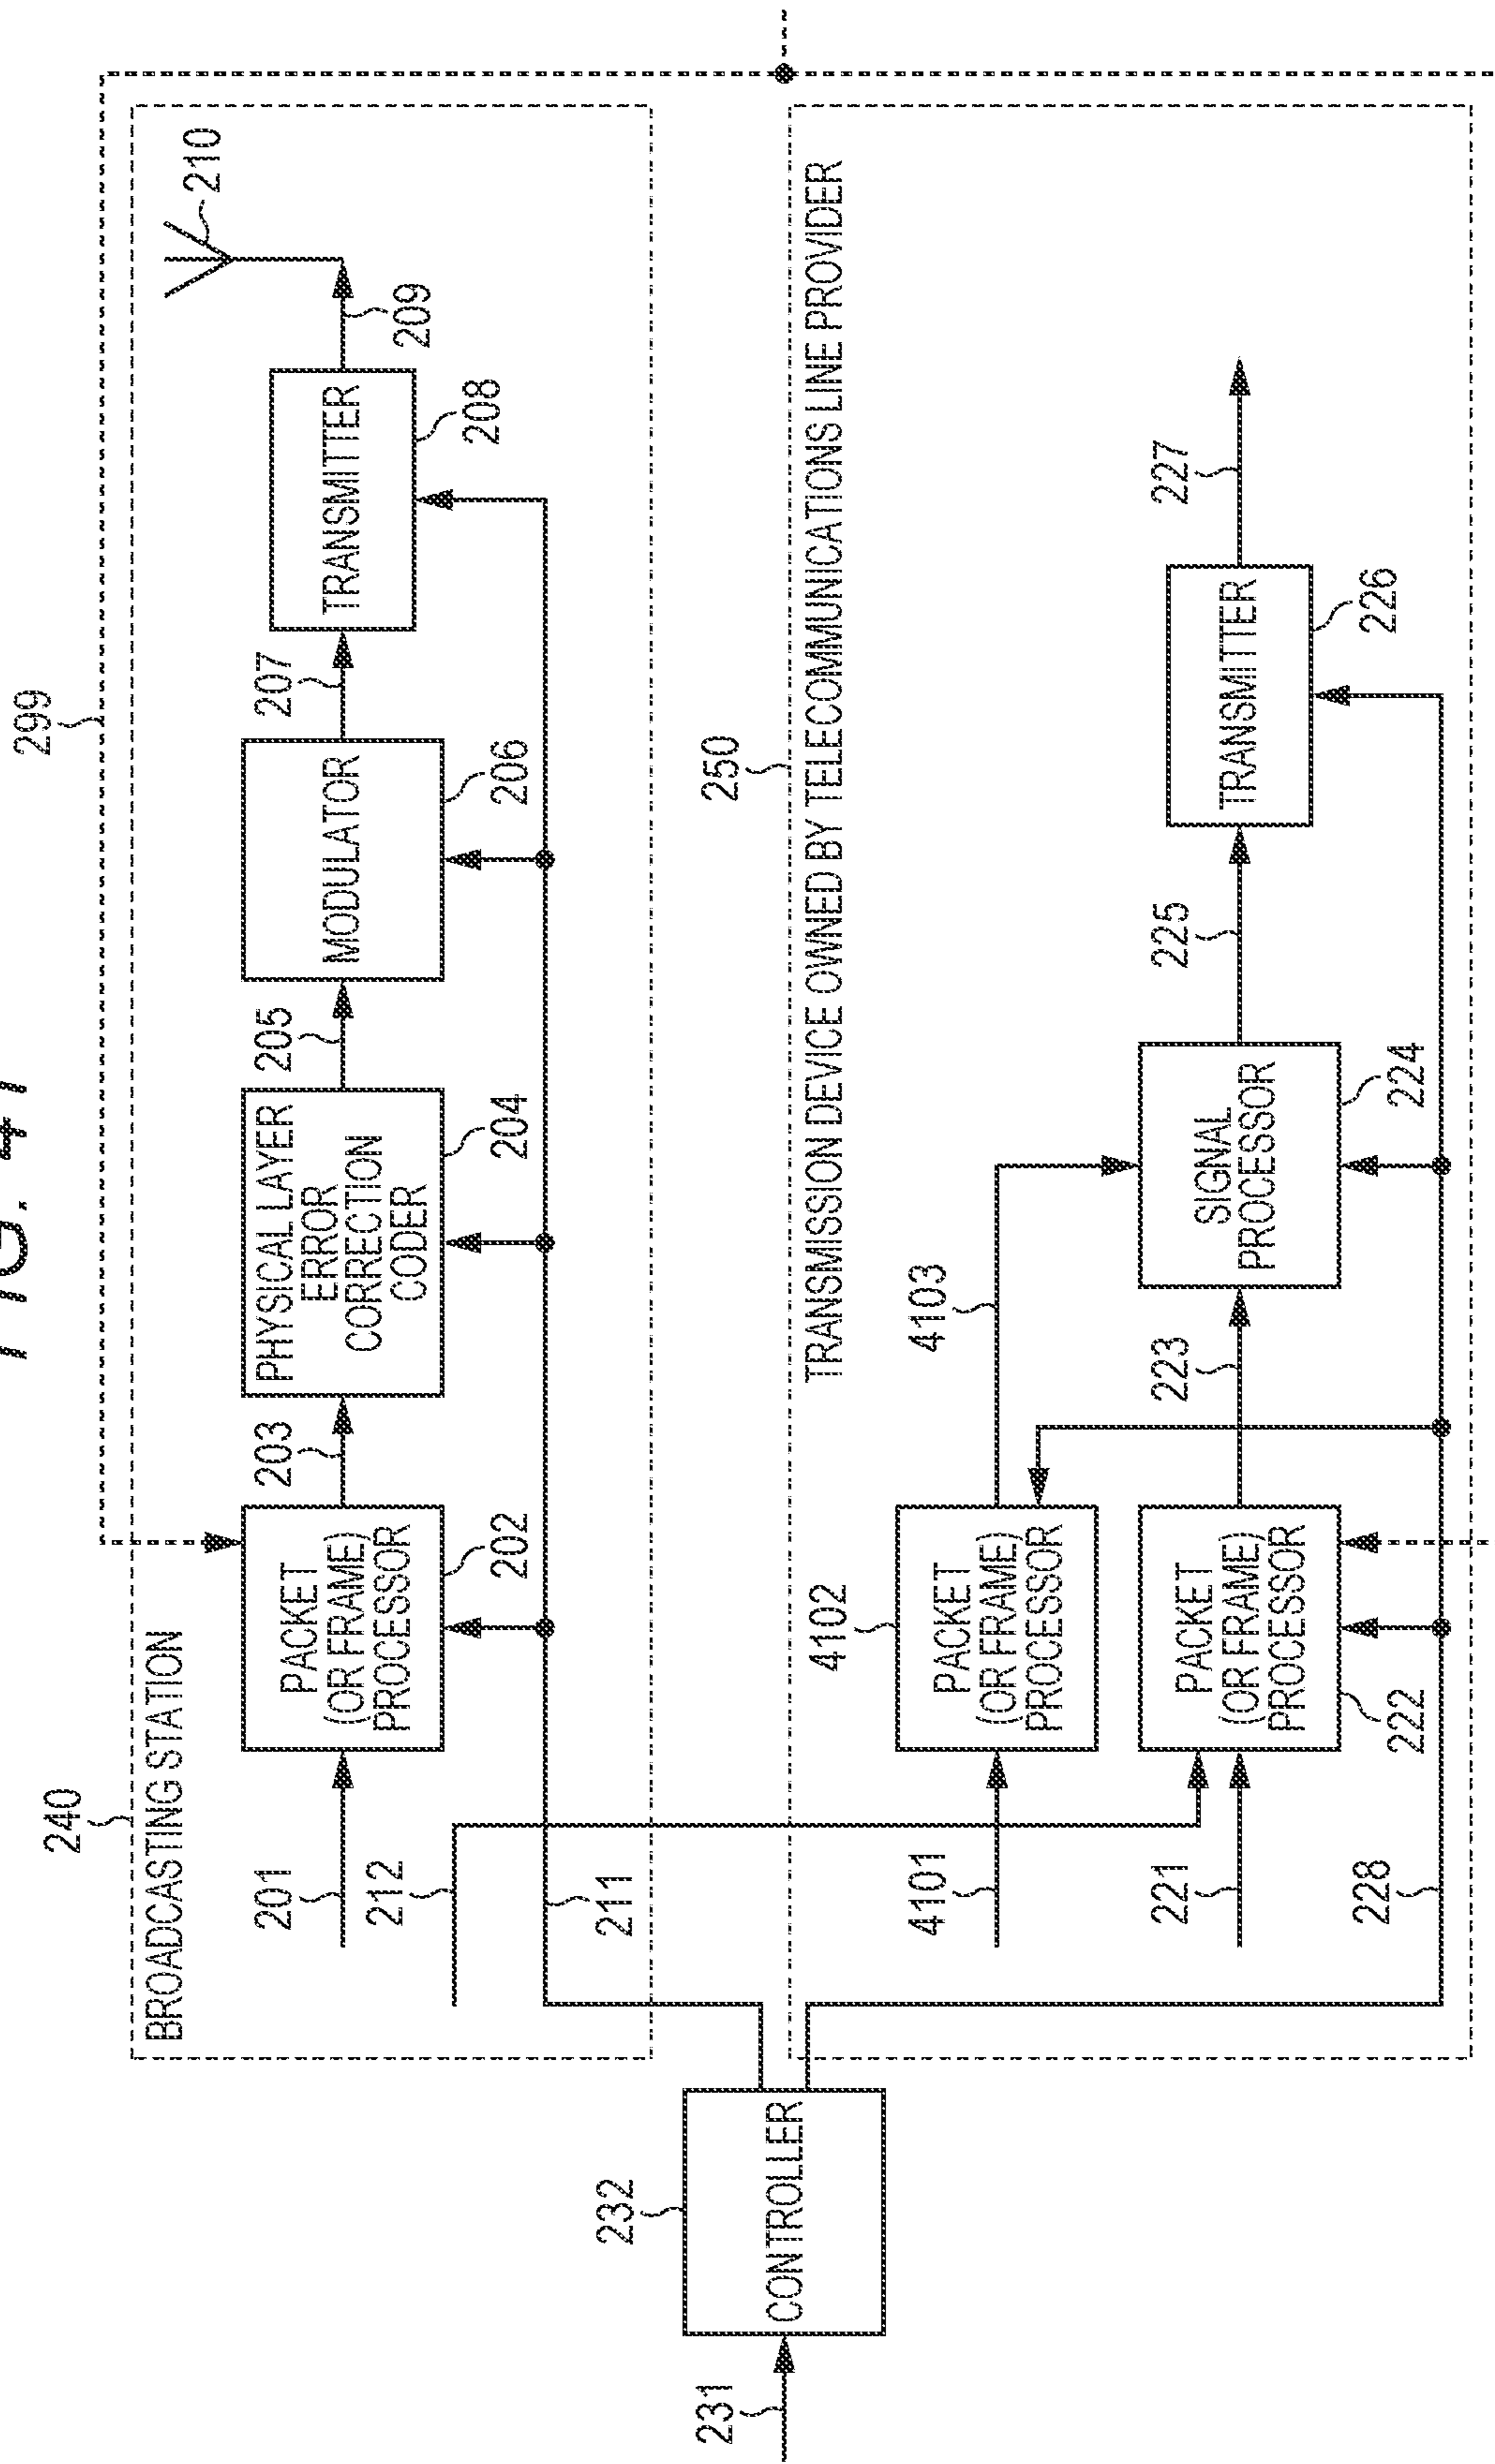 FIG. 41
299
240
BROADCASTING STATION
201
PACKET
(OR FRAME)
PROCESSOR
202
203
PHYSICAL LAYER
ERROR
CORRECTION
CODER
204
205
MODULATOR
206
207
TRANSMITTER
208
209
210
212
211
231
CONTROLLER
232
250
TRANSMISSION DEVICE OWNED BY TELECOMMUNICATIONS LINE PROVIDER
4101
4102
PACKET
(OR FRAME)
PROCESSOR
4103
221
PACKET
(OR FRAME)
PROCESSOR
222
223
SIGNAL
PROCESSOR
224
225
TRANSMITTER
226
227
228